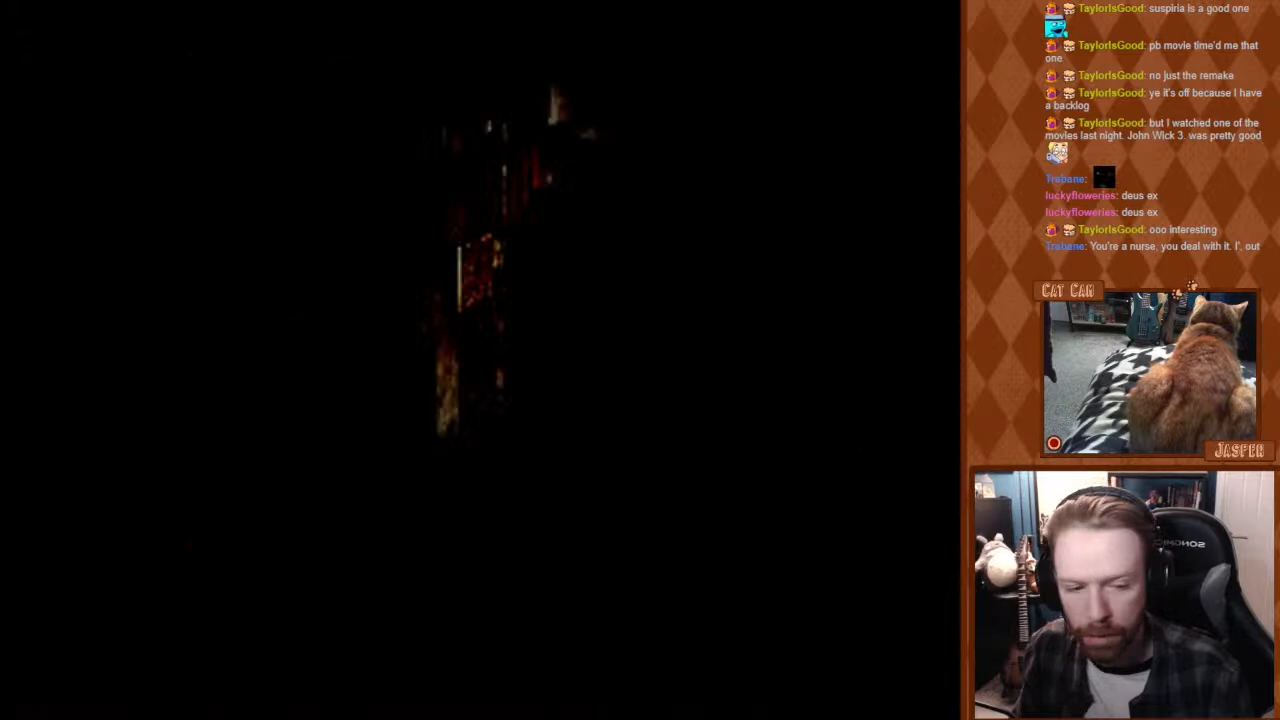 TaylorIsGood: suspiria is a good one
TaylorIsGood: pb movie time'd me that
one
TaylorIsGood: no just the remake
TaylorIsGood: ye it's off because I have
a backlog
TaylorIsGood: but I watched one of the
movies last night. John Wick 3. was pretty good
Trabane:
luckyfloweries: deus ex
luckyfloweries: deus ex
TaylorIsGood: ooo interesting
Trabane: You're a nurse, you deal with it. I'. out
CAT CAM
JASPER